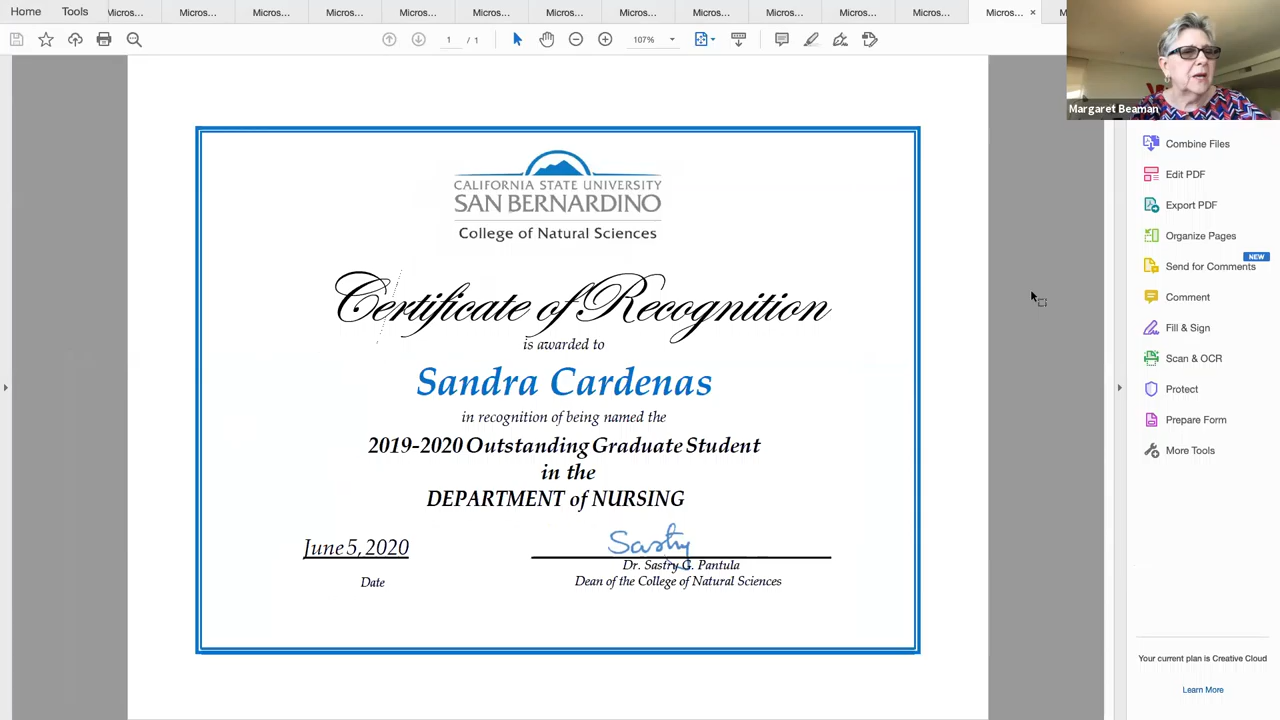 Home
Tools
Micros...
Micros...
Micros...
Micros...
Micros...
Micros...
Micros...
Micros...
Micros...
Micros...
Micros...
Micros...
Micros... ×
M
1 / 1
107%
Margaret Beaman
Combine Files
Edit PDF
Export PDF
Organize Pages
NEW
Send for Comments
Comment
Fill & Sign
Scan & OCR
Protect
Prepare Form
More Tools
Your current plan is Creative Cloud
Learn More
CALIFORNIA STATE UNIVERSITY
SAN BERNARDINO
College of Natural Sciences
Certificate of Recognition
is awarded to
Sandra Cardenas
in recognition of being named the
2019-2020 Outstanding Graduate Student
in the
DEPARTMENT of NURSING
June 5, 2020
Sastry
Date
Dr. Sastry G. Pantula
Dean of the College of Natural Sciences